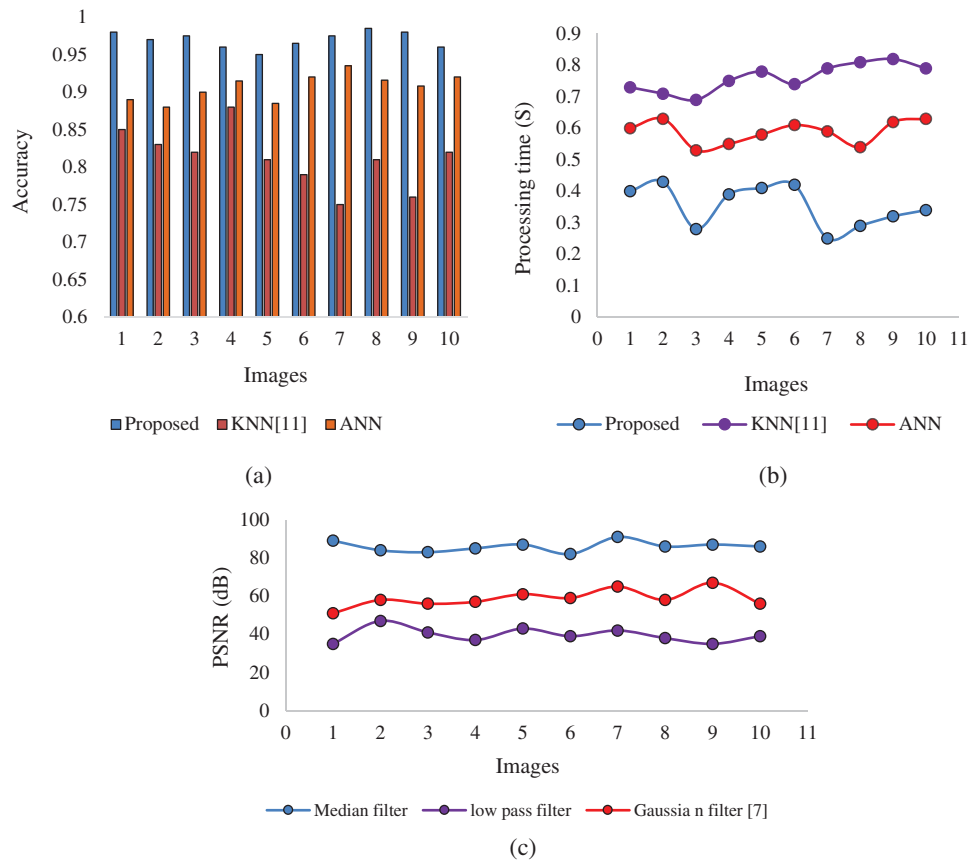 1
0.95
0.9
0.85
0.8
0.75
0.7
0.65
0.6
Accuracy
1 2 3 4 5 6 7 8 9 10
Images
Proposed KNN[11] ANN
(a)
0.9
0.8
0.7
0.6
0.5
0.4
0.3
0.2
0.1
0
Processing time (S)
0 1 2 3 4 5 6 7 8 9 10 11
Images
Proposed KNN[11] ANN
(b)
100
80
60
40
20
0
PSNR (dB)
0 1 2 3 4 5 6 7 8 9 10 11
Images
Median filter low pass filter Gaussia n filter [7]
(c)